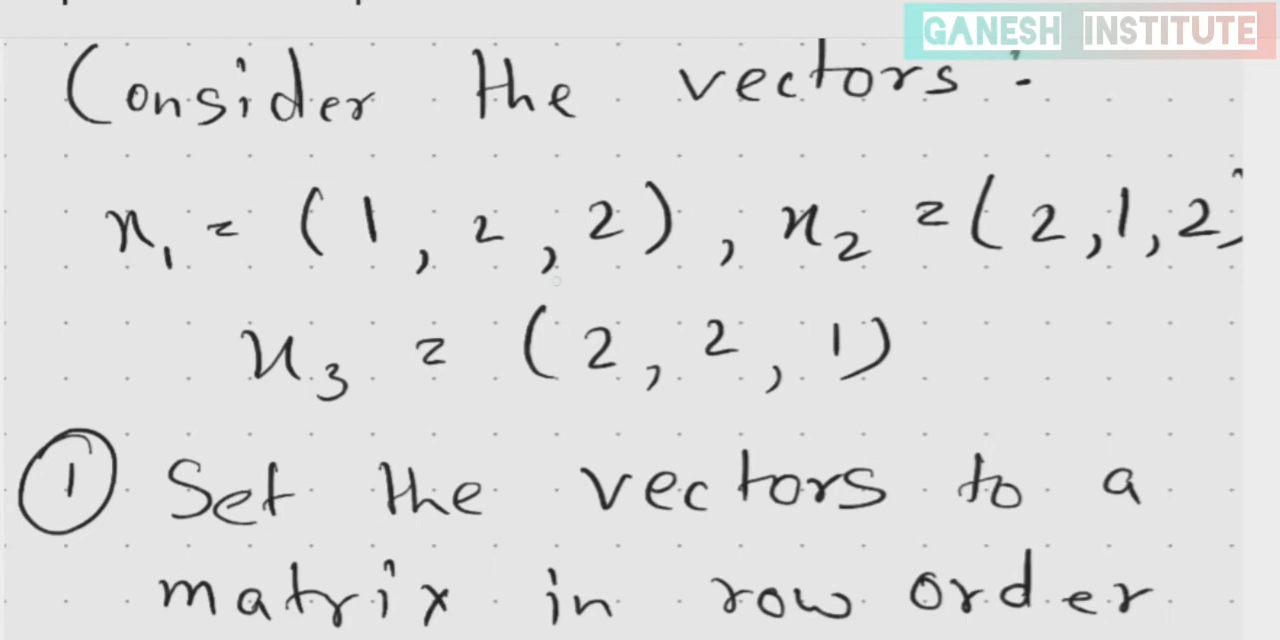 GANESH INSTITUTE
Consider the vectors:
x₁ = (1, 2, 2), x₂ = (2, 1, 2)
x₃ = (2, 2, 1)
① Set the vectors to a
matrix in row order